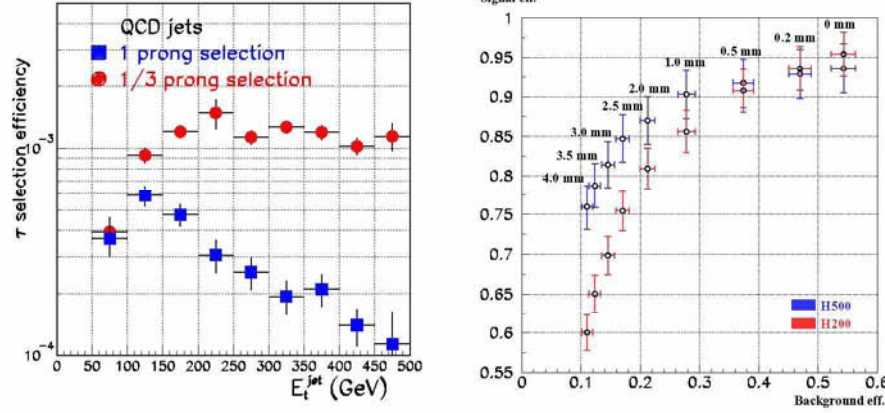 QCD jets
1 prong selection
1/3 prong selection
τ selection efficiency
10⁻³
10⁻⁴
0 50 100 150 200 250 300 350 400 450 500
E_t^jet (GeV)
Signal eff.
1
0.95
0.9
0.85
0.8
0.75
0.7
0.65
0.6
0.55
0 mm
0.2 mm
0.5 mm
1.0 mm
2.0 mm
2.5 mm
3.0 mm
3.5 mm
4.0 mm
H500
H200
0 0.1 0.2 0.3 0.4 0.5 0.6
Background eff.